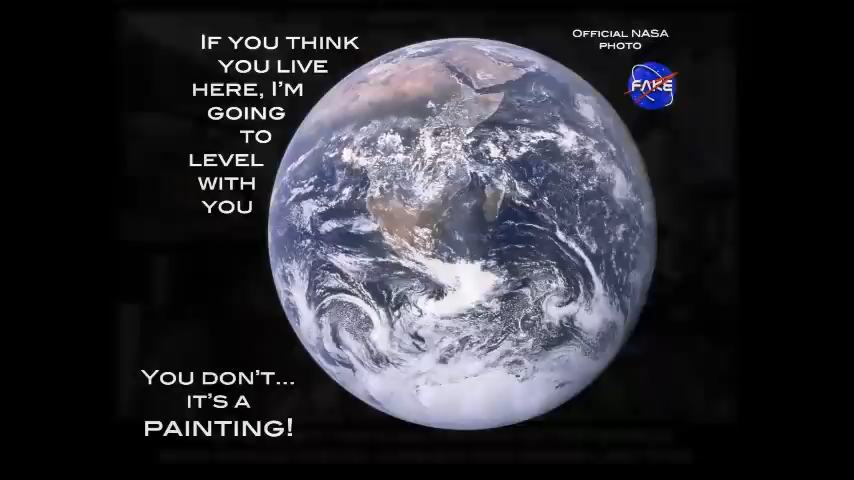 IF YOU THINK
YOU LIVE
HERE, I'M
GOING
TO
LEVEL
WITH
YOU
OFFICIAL NASA
PHOTO
FAKE
YOU DON'T...
IT'S A
PAINTING!